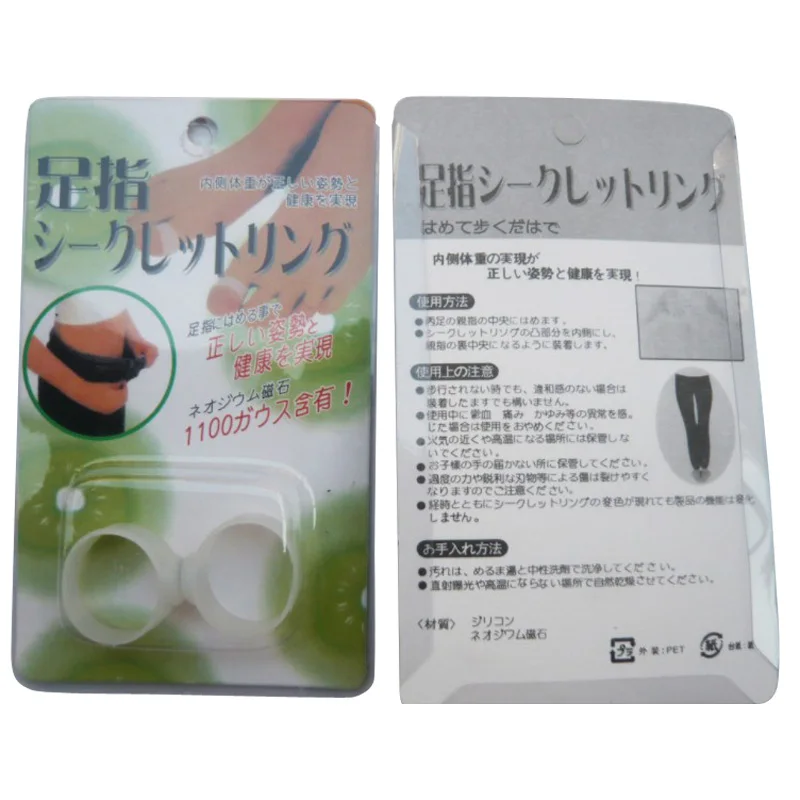 足指
シークレットリング
内側体重が正しい姿勢と
健康を実現
足指にはめる事で
正しい姿勢と
健康を実現
ネオジウム磁石
1100ガウス含有！
足指シークレットリング
はめて歩くだけで
内側体重の実現が
正しい姿勢と健康を実現！
使用方法
●両足の親指の中央にはめます。
●シークレットリングの凸部分を内側にし、
親指の裏中央になるように装着します。
使用上の注意
●歩行されない時でも、違和感のない場合は
装着したますでも構いません。
●使用中に鬱血 痛み かゆみ等の異常を感。
じた場合は使用をおやめください。
●火気の近くや高温になる場所には保管しな
いでください。
●お子様の手の届かない所に保管してください。
●過度の力や鋭利な刃物等による傷は裂けやすく
なりますのでご注意ください。
●経時とともにシークレットリングの変色が現れても製品の機能は変化
しません。
お手入れ方法
●汚れは、めるま湯と中性洗剤で洗浄してください。
●直射曝光や高温にならない場所で自然乾燥させてください。
〈材質〉 ジリコン
ネオジワム磁石
プラ 外装:PET 紙 台紙:紙